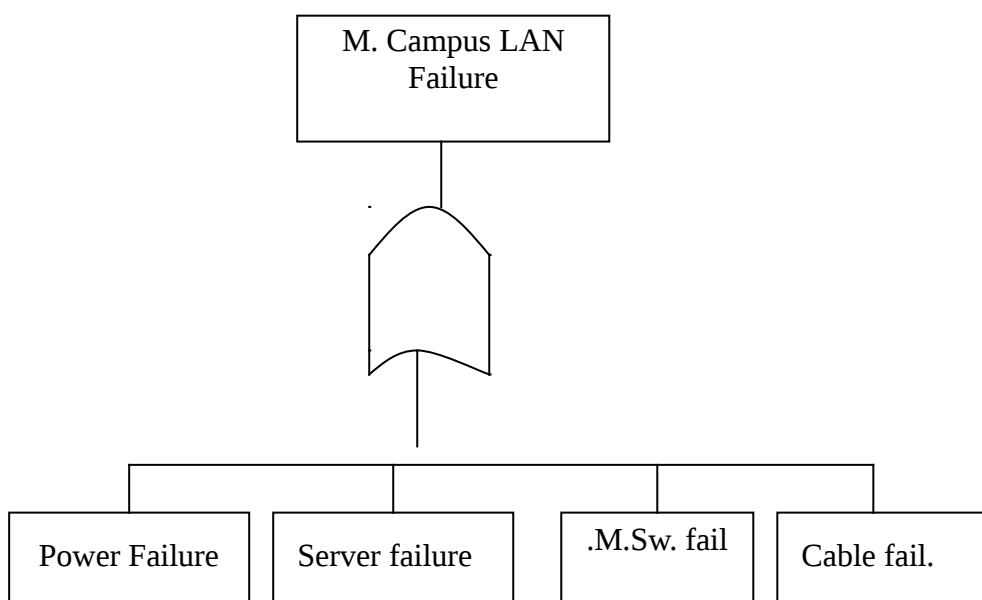 M. Campus LAN
Failure
Power Failure
Server failure
.M.Sw. fail
Cable fail.